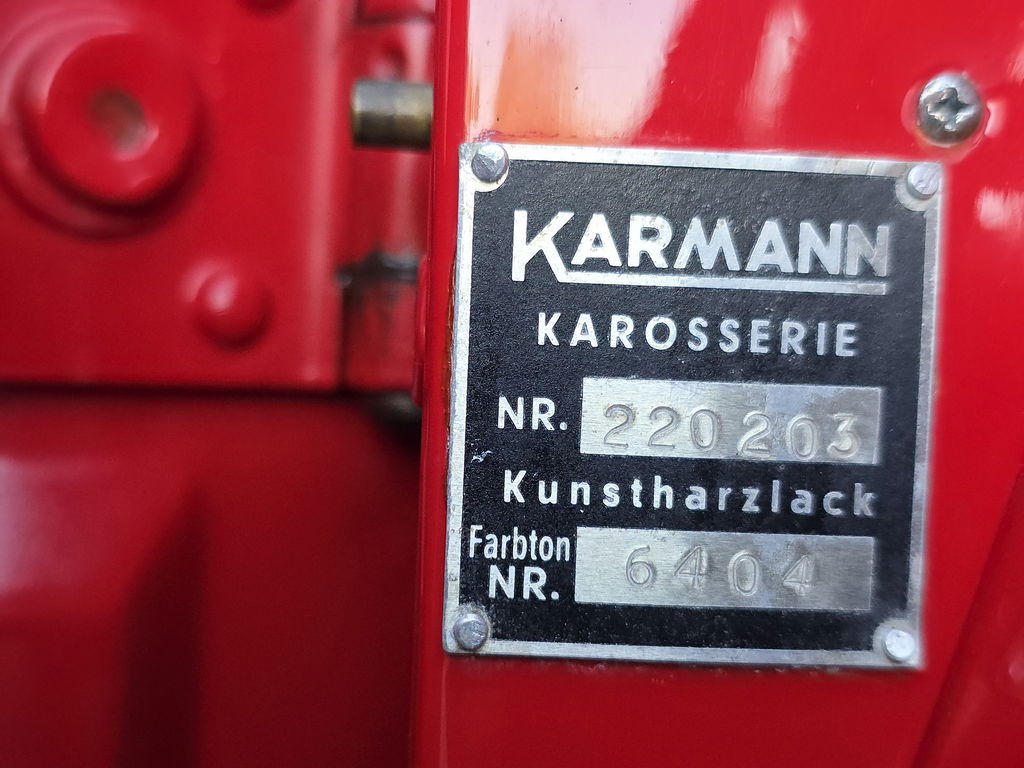 KARMANN
KAROSSERIE
NR. 220203
Kunstharzlack
Farbton
NR. 6404